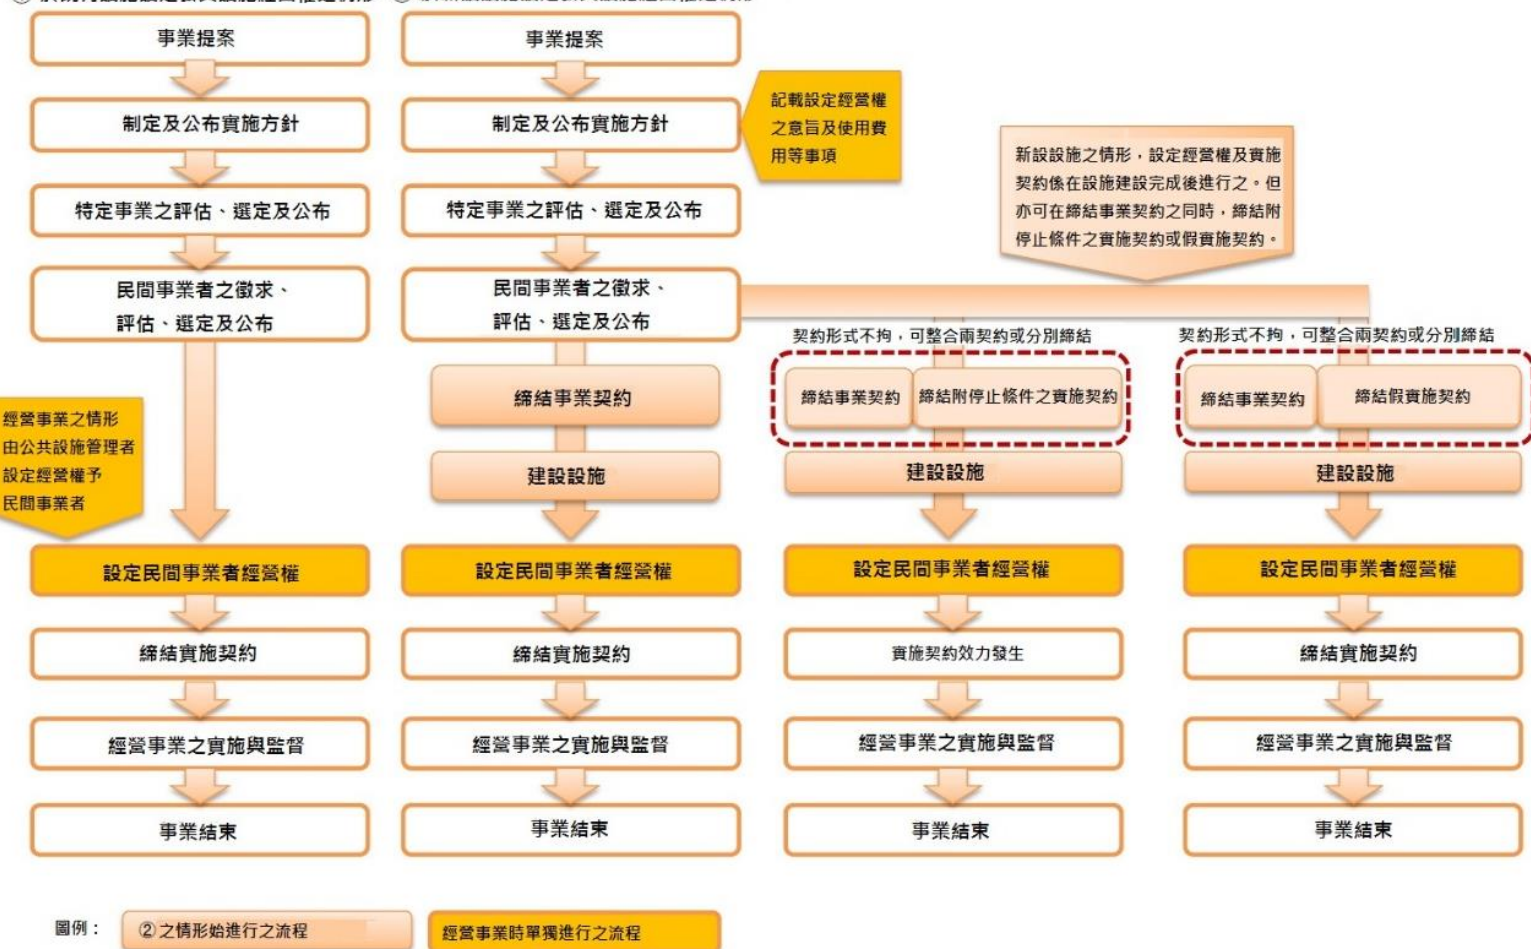 事業提案
制定及公布實施方針
特定事業之評估、選定及公布
民間事業者之徵求、
評估、選定及公布
經營事業之情形
由公共設施管理者
設定經營權予
民間事業者
設定民間事業者經營權
締結實施契約
經營事業之實施與監督
事業結束
事業提案
制定及公布實施方針
記載設定經營權
之意旨及使用費
用等事項
特定事業之評估、選定及公布
民間事業者之徵求、
評估、選定及公布
締結事業契約
建設設施
設定民間事業者經營權
締結實施契約
經營事業之實施與監督
事業結束
新設設施之情形，設定經營權及實施
契約係在設施建設完成後進行之。但
亦可在締結事業契約之同時，締結附
停止條件之實施契約或假實施契約。
契約形式不拘，可整合兩契約或分別締結
締結事業契約
締結附停止條件之實施契約
建設設施
設定民間事業者經營權
實施契約效力發生
經營事業之實施與監督
事業結束
契約形式不拘，可整合兩契約或分別締結
締結事業契約
締結假實施契約
建設設施
設定民間事業者經營權
締結實施契約
經營事業之實施與監督
事業結束
圖例：
②之情形始進行之流程
經營事業時單獨進行之流程